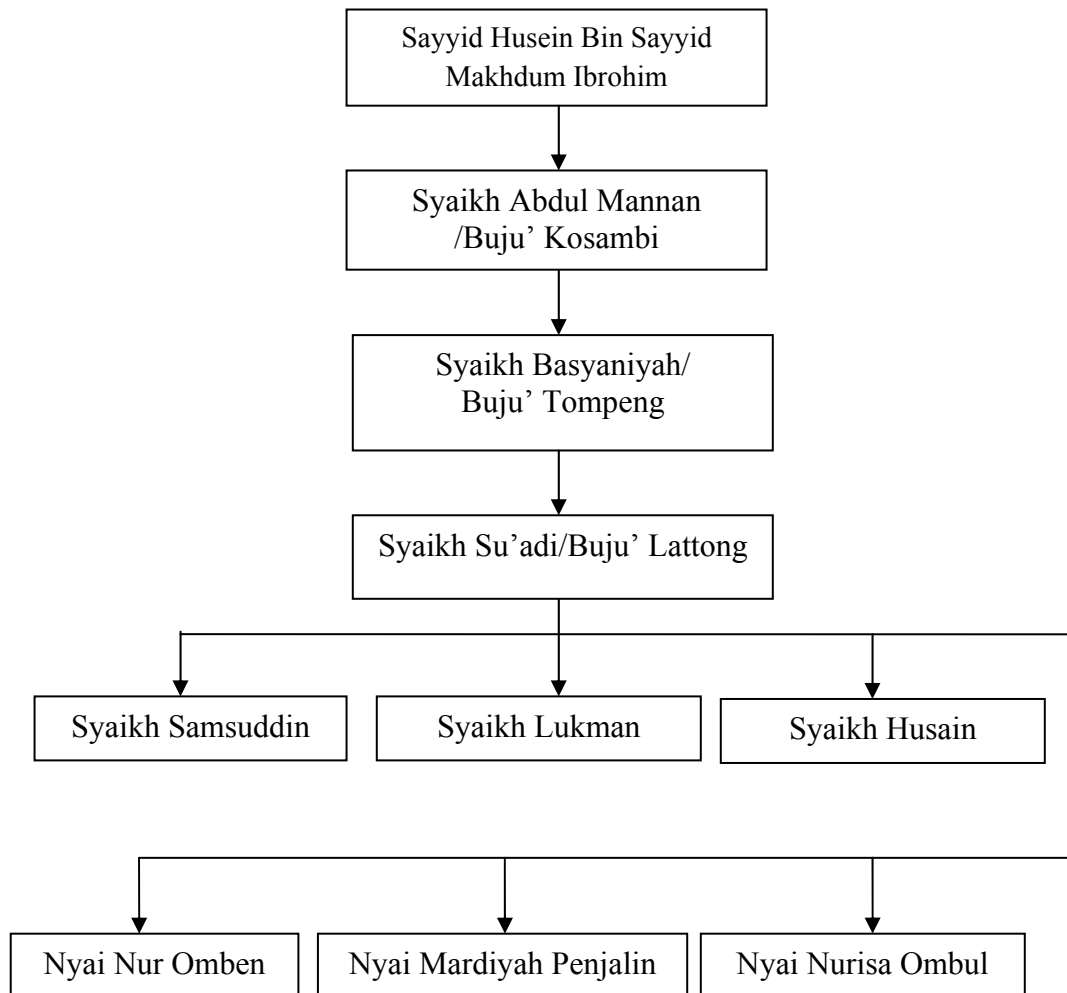 Sayyid Husein Bin Sayyid
Makhdum Ibrohim
Syaikh Abdul Mannan
/Buju’ Kosambi
Syaikh Basyaniyah/
Buju’ Tompeng
Syaikh Su’adi/Buju’ Lattong
Syaikh Samsuddin
Syaikh Lukman
Syaikh Husain
Nyai Nur Omben
Nyai Mardiyah Penjalin
Nyai Nurisa Ombul